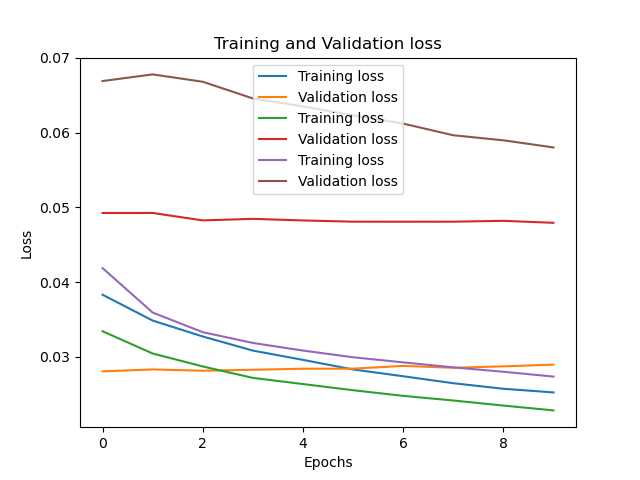 Training and Validation loss
0.07
0.06
0.05
0.04
0.03
Loss
Training loss
Validation loss
Training loss
Validation loss
Training loss
Validation loss
0 2 4 6 8
Epochs